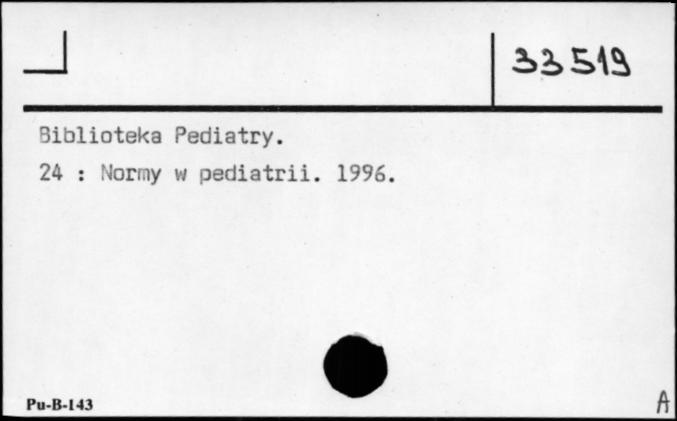 33519
Biblioteka Pediatry.
24 : Normy w pediatrii. 1996.
Pu-B-143
A